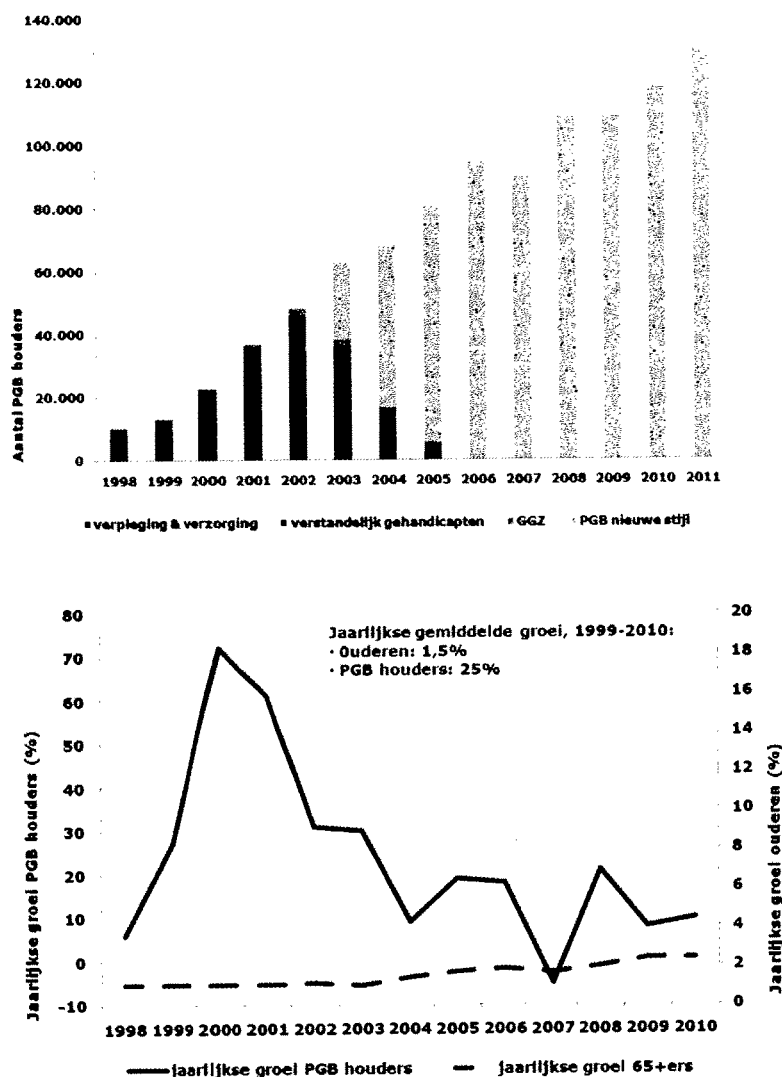 140.000
120.000
100.000
80.000
60.000
40.000
20.000
0
Aantal PGB houders
1998 1999 2000 2001 2002 2003 2004 2005 2006 2007 2008 2009 2010 2011
verpleging & verzorging verstandelijk gehandicapten GGZ PGB nieuwe stijl
80
70
60
50
40
30
20
10
0
-10
Jaarlijkse groei PGB houders (%)
Jaarlijkse gemiddelde groei, 1999-2010:
· Ouderen: 1,5%
· PGB houders: 25%
20
18
16
14
12
10
8
6
4
2
0
Jaarlijkse groei ouderen (%)
1998 1999 2000 2001 2002 2003 2004 2005 2006 2007 2008 2009 2010
jaarlijkse groei PGB houders jaarlijkse groei 65+ers